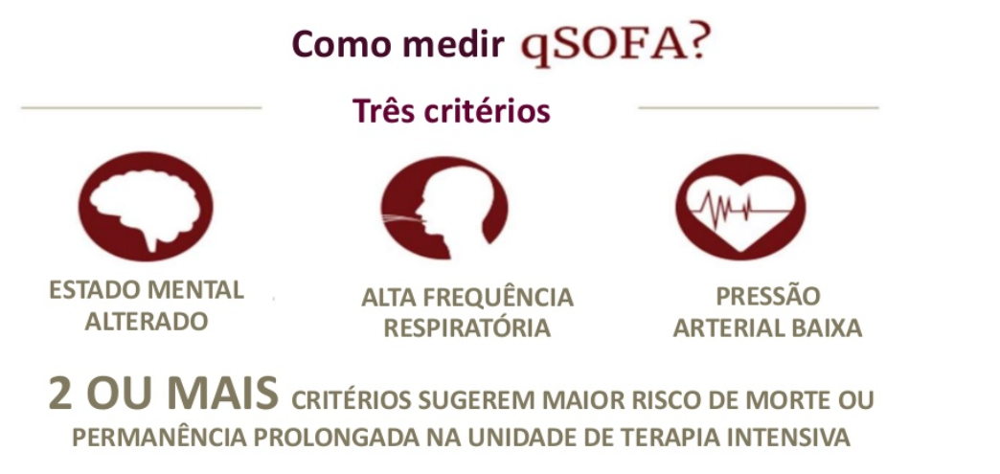 Como medir qSOFA?
Três critérios
ESTADO MENTAL
ALTERADO
ALTA FREQUÊNCIA
RESPIRATÓRIA
PRESSÃO
ARTERIAL BAIXA
2 OU MAIS CRITÉRIOS SUGEREM MAIOR RISCO DE MORTE OU
PERMANÊNCIA PROLONGADA NA UNIDADE DE TERAPIA INTENSIVA